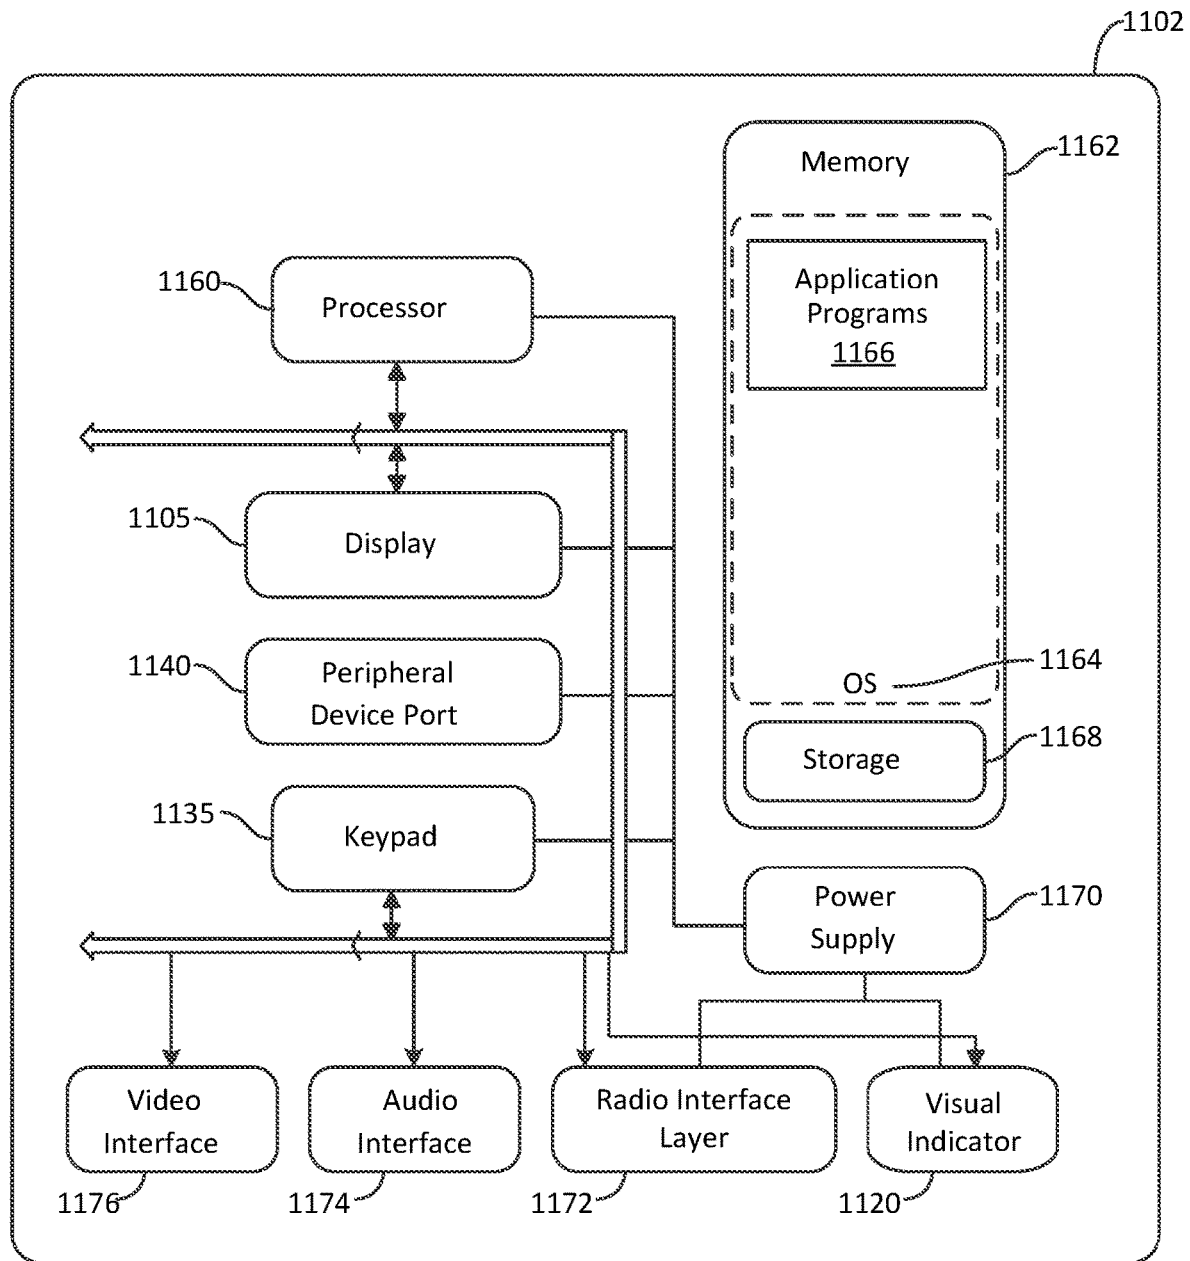 1102
Memory
1162
Application
Programs
1166
1160
Processor
1105
Display
1140
Peripheral
Device Port
OS
1164
Storage
1168
1135
Keypad
Power
Supply
1170
Video
Interface
Audio
Interface
Radio Interface
Layer
Visual
Indicator
1176
1174
1172
1120